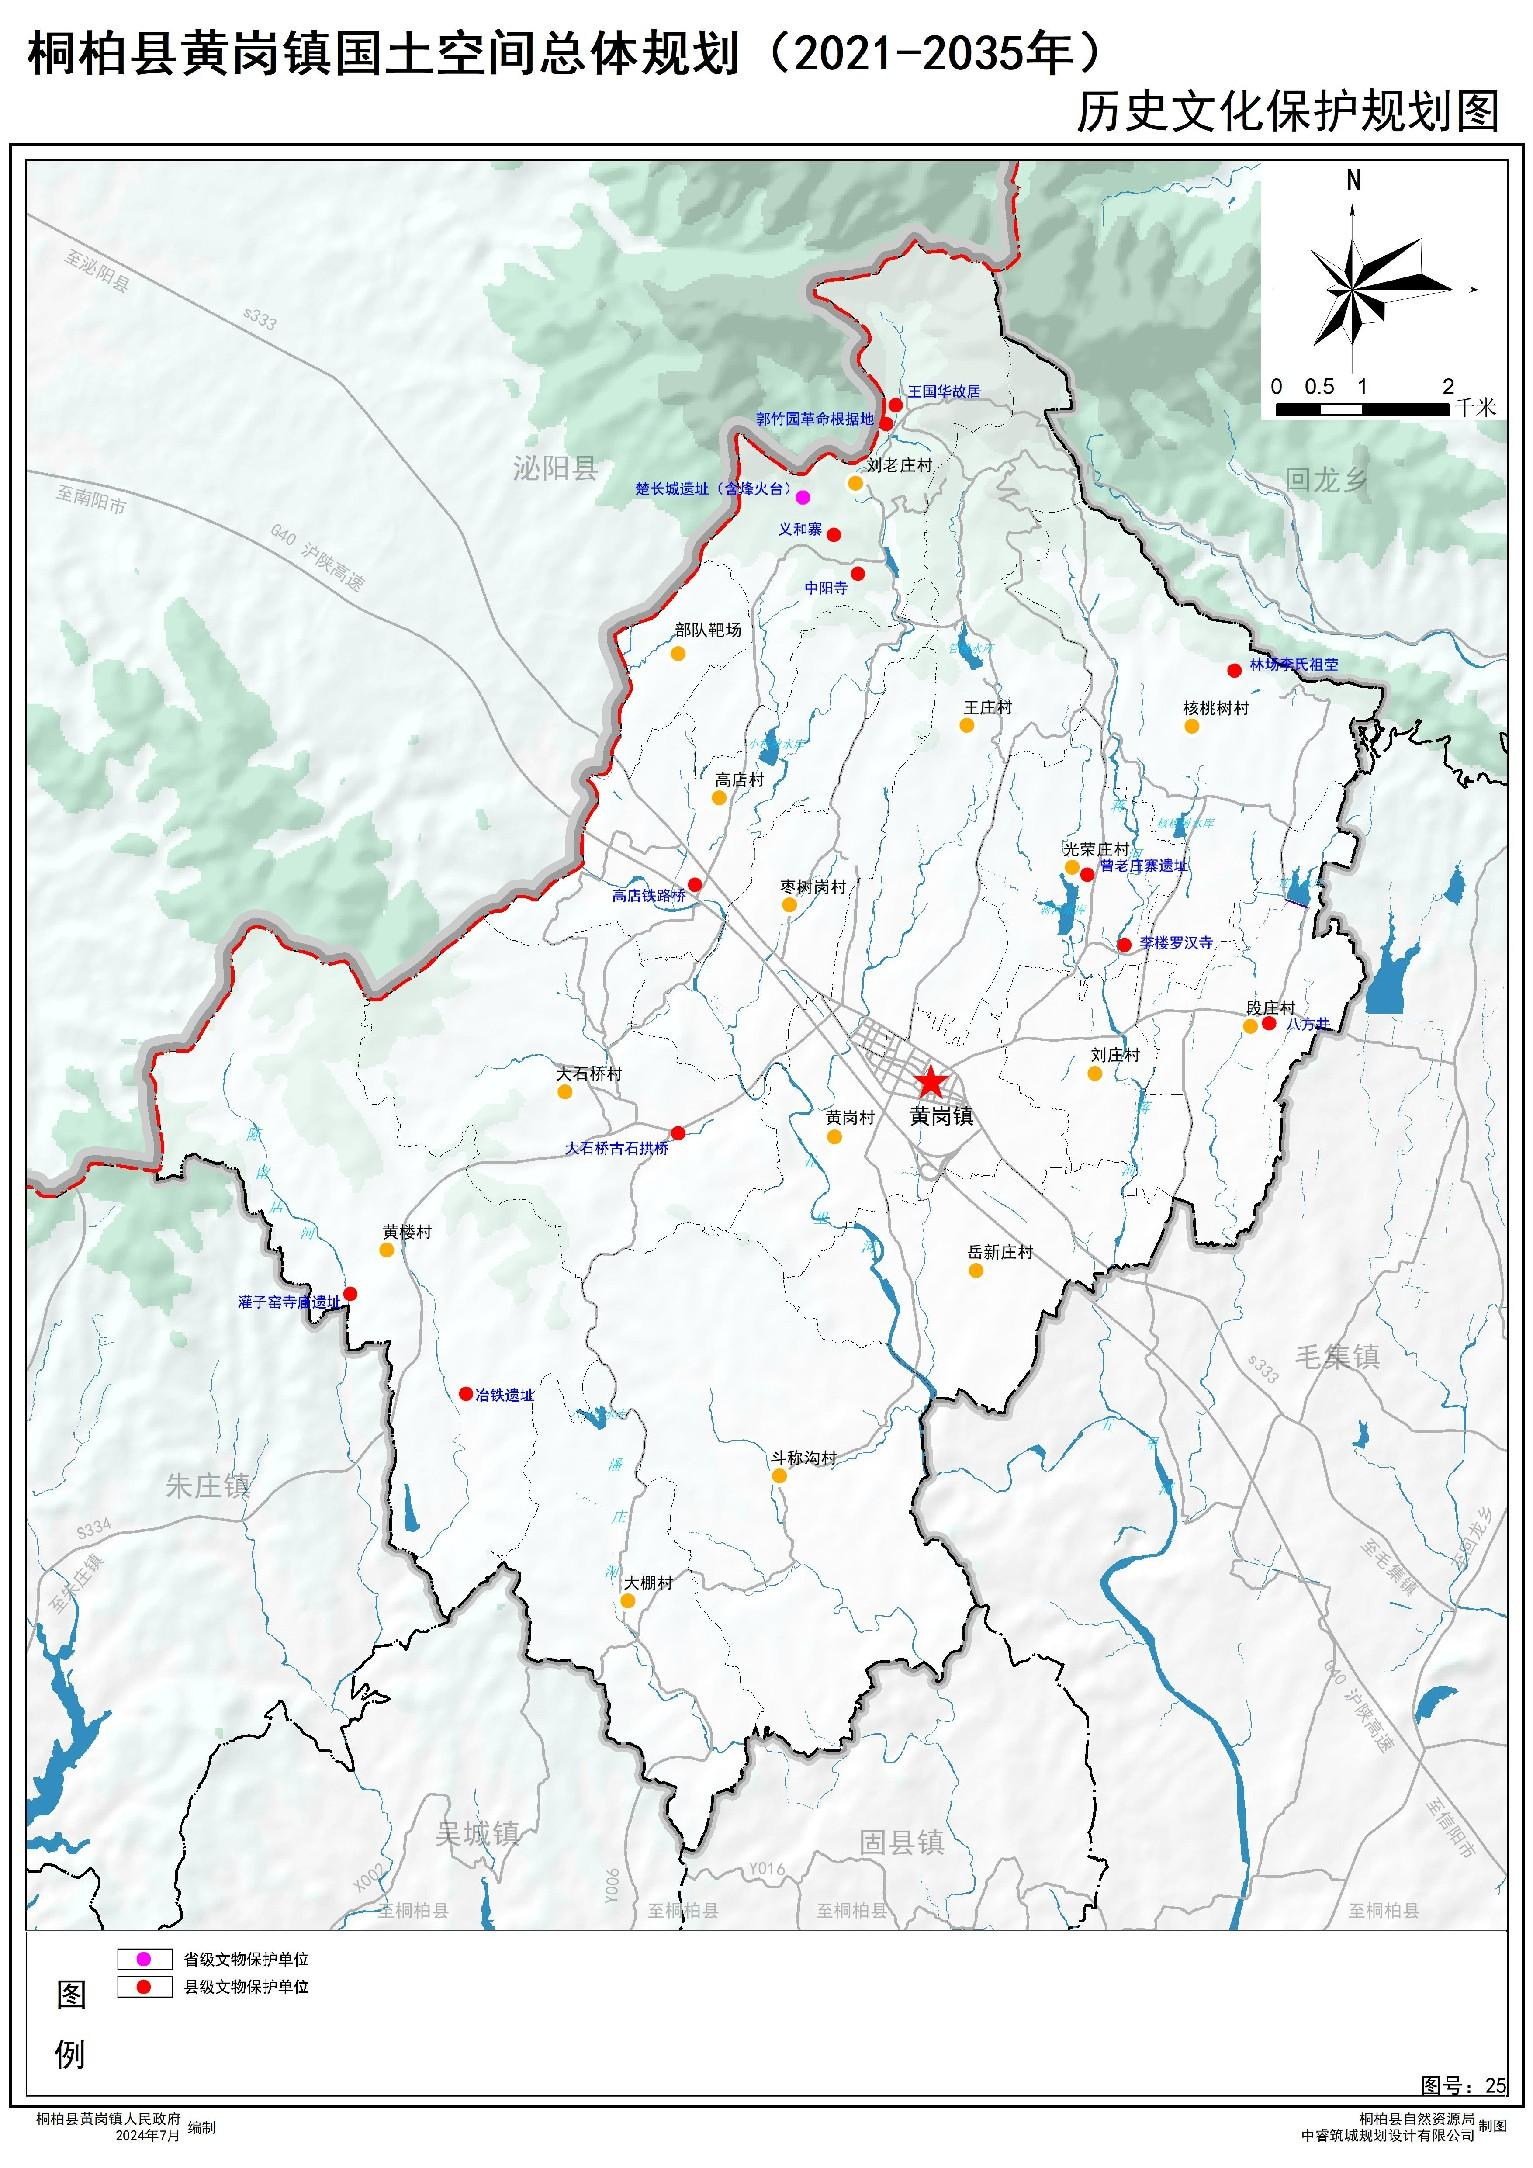 桐柏县黄岗镇国土空间总体规划（2021-2035年）
历史文化保护规划图
N
0 0.5 1 2
千米
至泌阳县
s333
王国华故居
郭竹园革命根据地
泌阳县
刘老庄村
回龙乡
楚长城遗址（含烽火台）
至南阳市
义和寨
G40 沪陕高速
中阳寺
部队靶场
林场李氏祖茔
王庄村
核桃树村
高店村
蒋
河
光荣庄村
曾老庄寨遗址
枣树岗村
高店铁路桥
李楼罗汉寺
段庄村
八方井
刘庄村
大石桥村
黄岗镇
黄岗村
大石桥古石拱桥
蒋
河
河
黄楼村
岳新庄村
灌子窑寺庙遗址
毛集镇
s333
冶铁遗址
斗称沟村
潘
庄
河
朱庄镇
S334
至朱庄镇
至毛集镇
至回龙乡
大棚村
G40 沪陕高速
吴城镇
固县镇
至信阳市
X002
Y006
Y016
至桐柏县
至桐柏县
至桐柏县
至桐柏县
图
例
省级文物保护单位
县级文物保护单位
图号：25
桐柏县黄岗镇人民政府
2024年7月
编制
桐柏县自然资源局
中睿筑城规划设计有限公司
制图